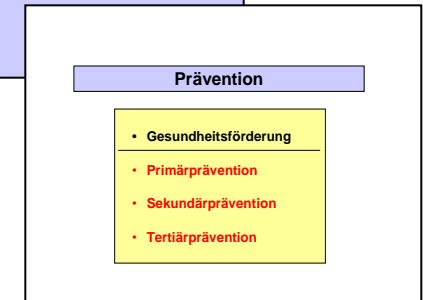 Prävention
• Gesundheitsförderung
• Primärprävention
• Sekundärprävention
• Tertiärprävention